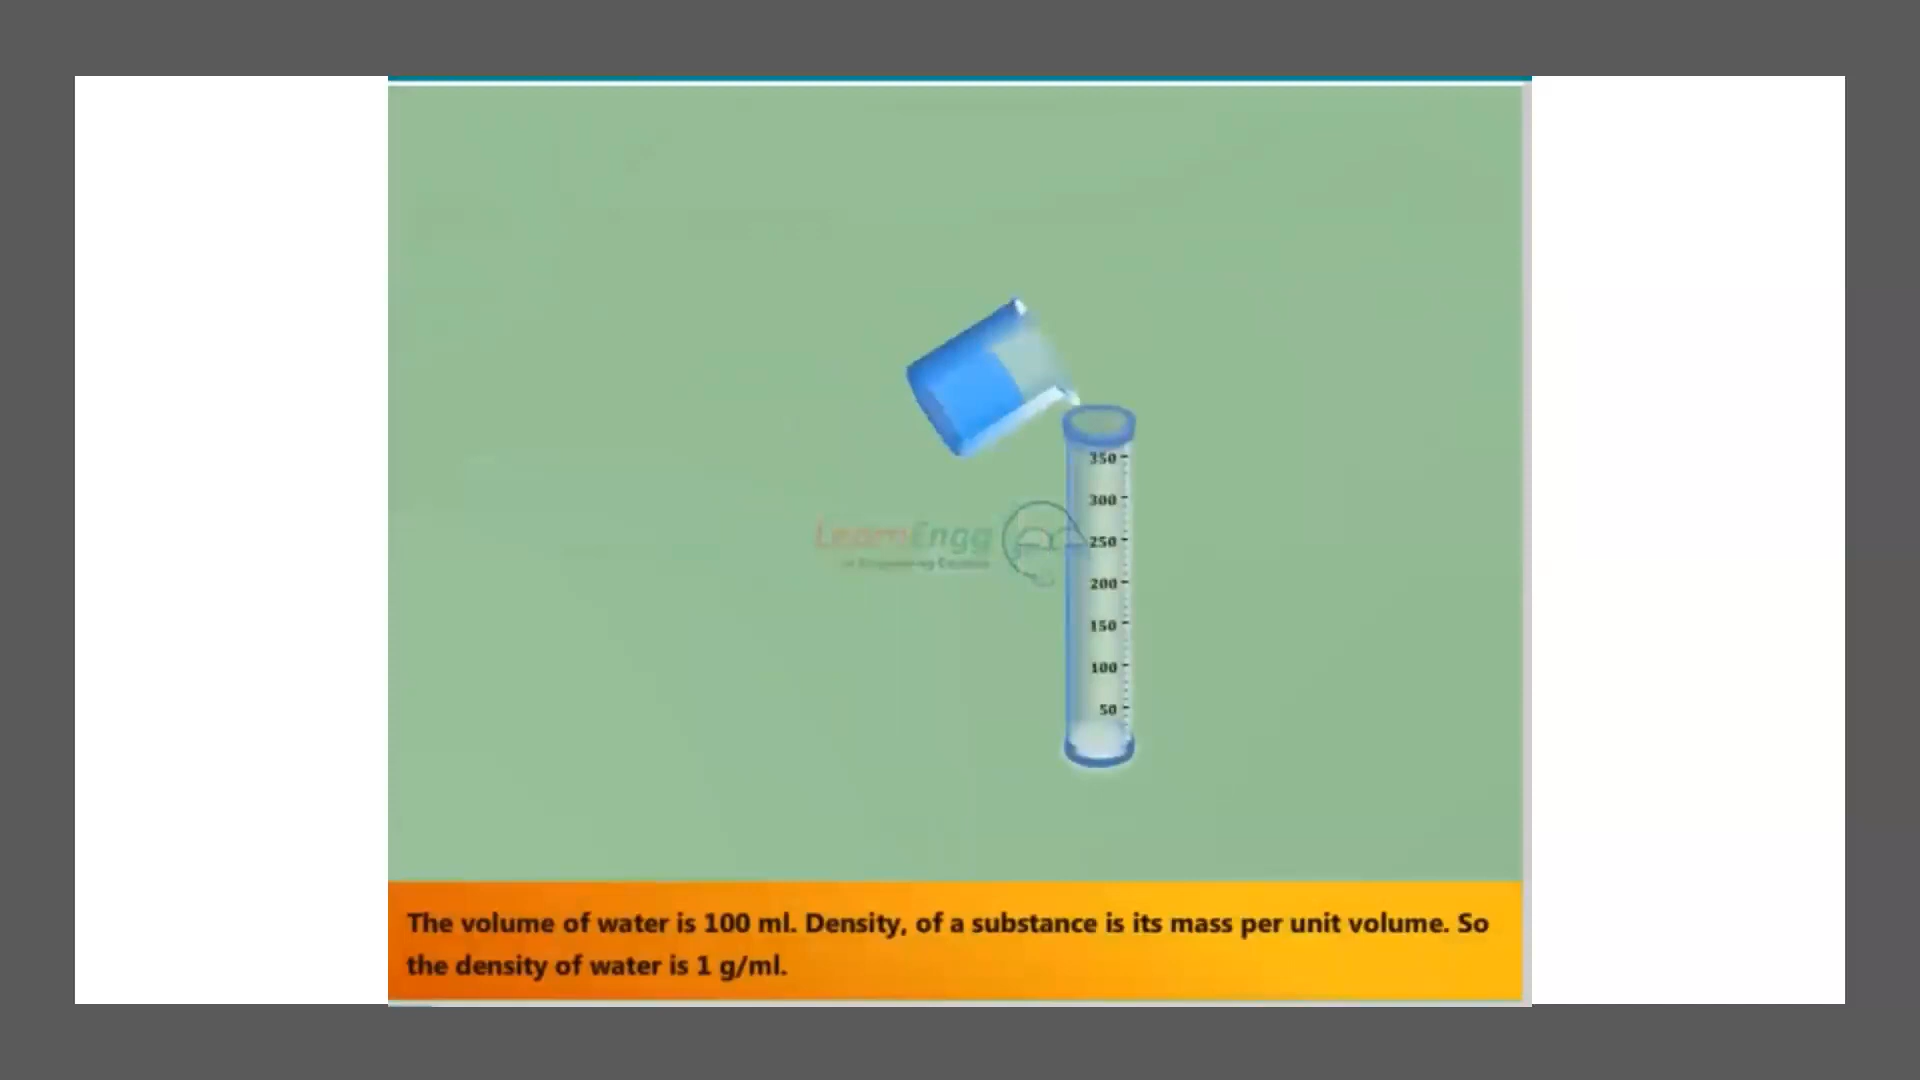 LearnEngg
350
300
250
200
150
100
50
The volume of water is 100 ml. Density, of a substance is its mass per unit volume. So
the density of water is 1 g/ml.